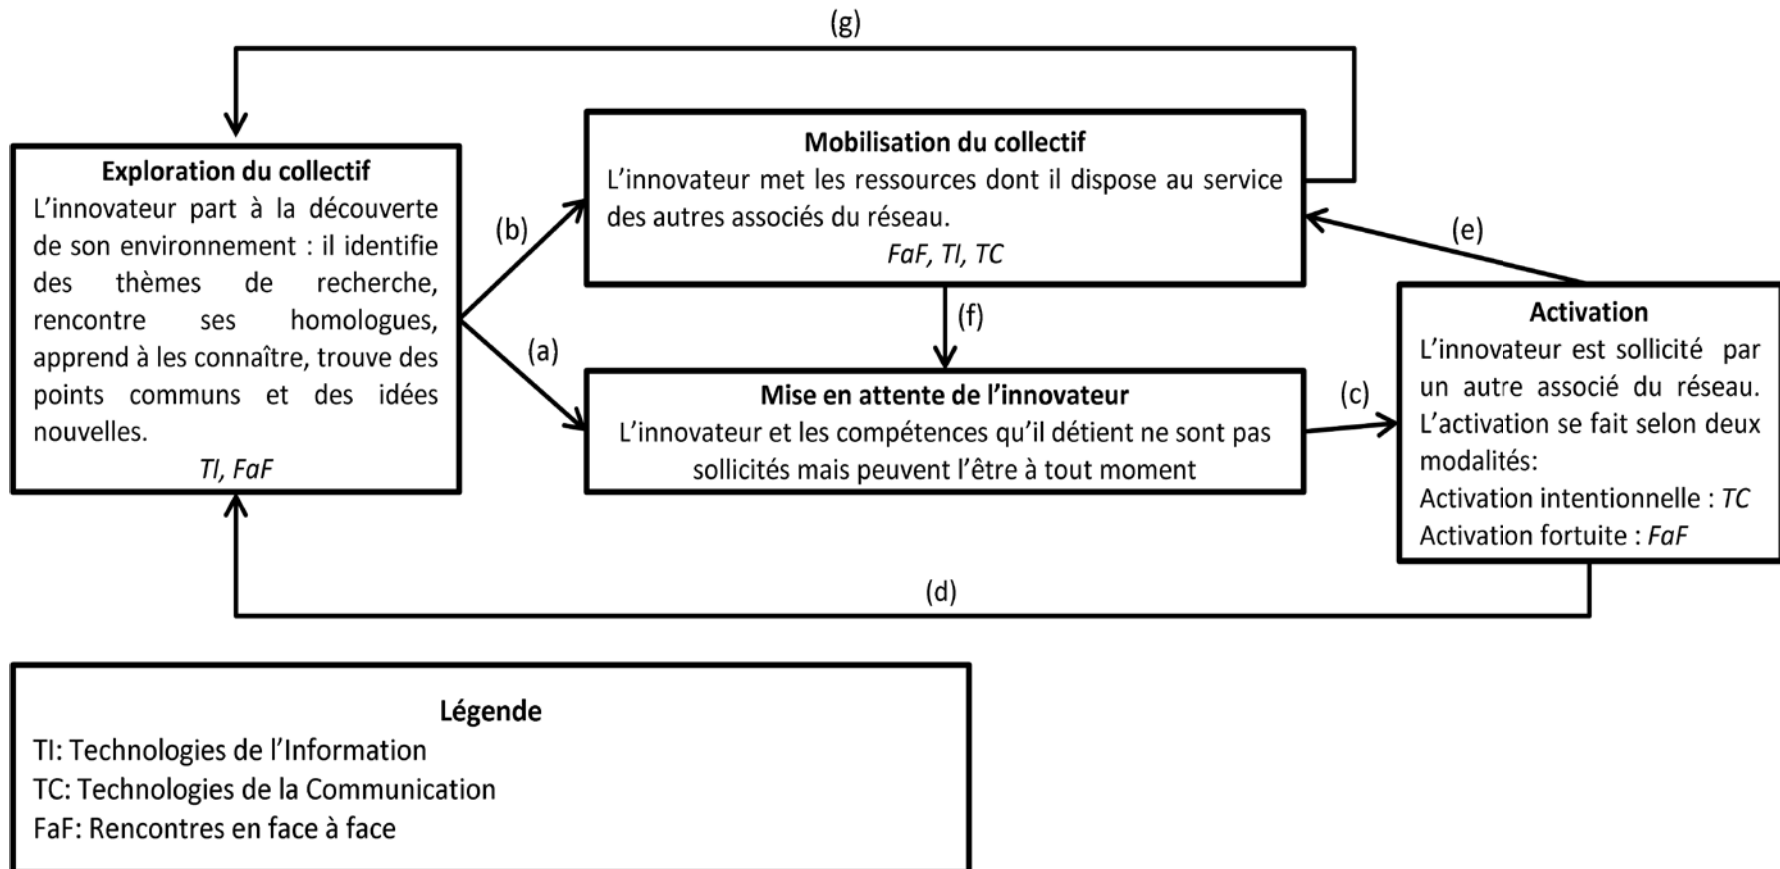 (g)
Exploration du collectif
L’innovateur part à la découverte
de son environnement : il identifie
des thèmes de recherche,
rencontre ses homologues,
apprend à les connaître, trouve des
points communs et des idées
nouvelles.
TI, FaF
(b)
(a)
Mobilisation du collectif
L’innovateur met les ressources dont il dispose au service
des autres associés du réseau.
FaF, TI, TC
(f)
Mise en attente de l’innovateur
L’innovateur et les compétences qu’il détient ne sont pas
sollicités mais peuvent l’être à tout moment
(e)
(c)
Activation
L’innovateur est sollicité par
un autre associé du réseau.
L’activation se fait selon deux
modalités:
Activation intentionnelle : TC
Activation fortuite : FaF
(d)
Légende
TI: Technologies de l’Information
TC: Technologies de la Communication
FaF: Rencontres en face à face